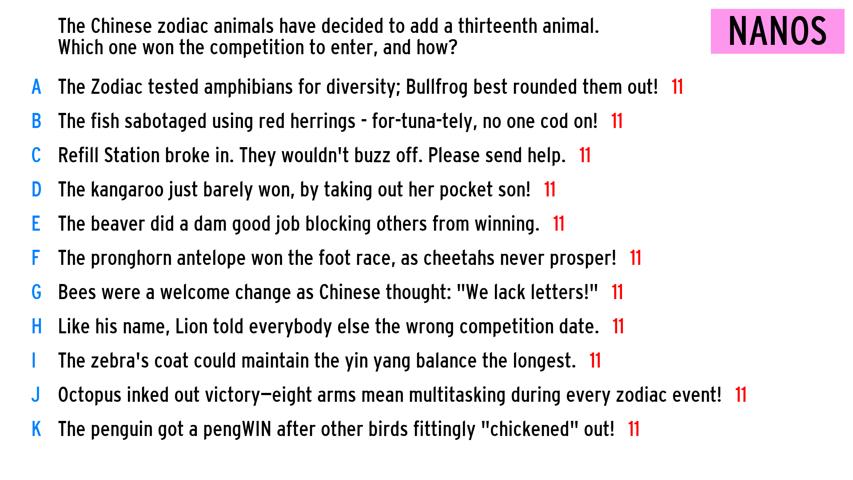 The Chinese zodiac animals have decided to add a thirteenth animal.
Which one won the competition to enter, and how?
NANOS
A The Zodiac tested amphibians for diversity; Bullfrog best rounded them out! 11
B The fish sabotaged using red herrings - for-tuna-tely, no one cod on! 11
C Refill Station broke in. They wouldn't buzz off. Please send help. 11
D The kangaroo just barely won, by taking out her pocket son! 11
E The beaver did a dam good job blocking others from winning. 11
F The pronghorn antelope won the foot race, as cheetahs never prosper! 11
G Bees were a welcome change as Chinese thought: "We lack letters!" 11
H Like his name, Lion told everybody else the wrong competition date. 11
I The zebra's coat could maintain the yin yang balance the longest. 11
J Octopus inked out victory—eight arms mean multitasking during every zodiac event! 11
K The penguin got a pengWIN after other birds fittingly "chickened" out! 11